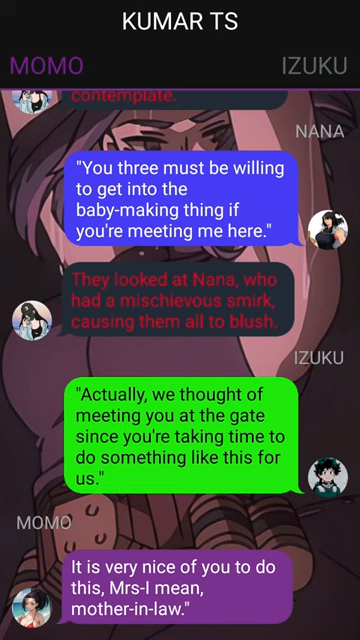 KUMAR TS
MOMO
IZUKU
contemplate.
NANA
"You three must be willing
to get into the
baby-making thing if
you're meeting me here."
They looked at Nana, who
had a mischievous smirk,
causing them all to blush.
IZUKU
"Actually, we thought of
meeting you at the gate
since you're taking time to
do something like this for
us."
MOMO
It is very nice of you to do
this, Mrs-I mean,
mother-in-law."